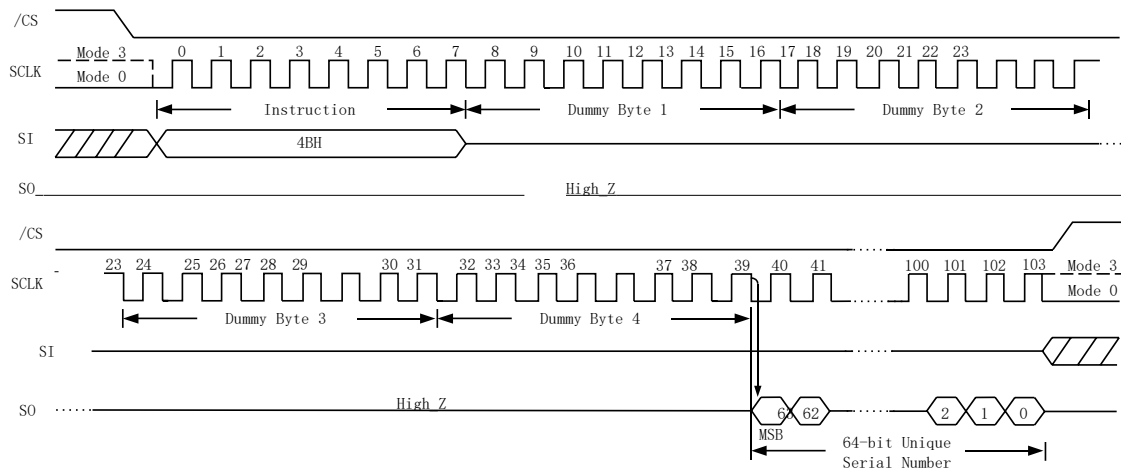 /CS
Mode 3
0 1 2 3 4 5 6 7 8 9 10 11 12 13 14 15 16 17 18 19 20 21 22 23
SCLK
Mode 0
Instruction
Dummy Byte 1
Dummy Byte 2
SI
4BH
SO
High_Z
/CS
23 24 25 26 27 28 29 30 31 32 33 34 35 36 37 38 39 40 41 100 101 102 103
Mode 3
SCLK
Mode 0
Dummy Byte 3
Dummy Byte 4
SI
SO
High_Z
63 62 2 1 0
MSB
64-bit Unique
Serial Number